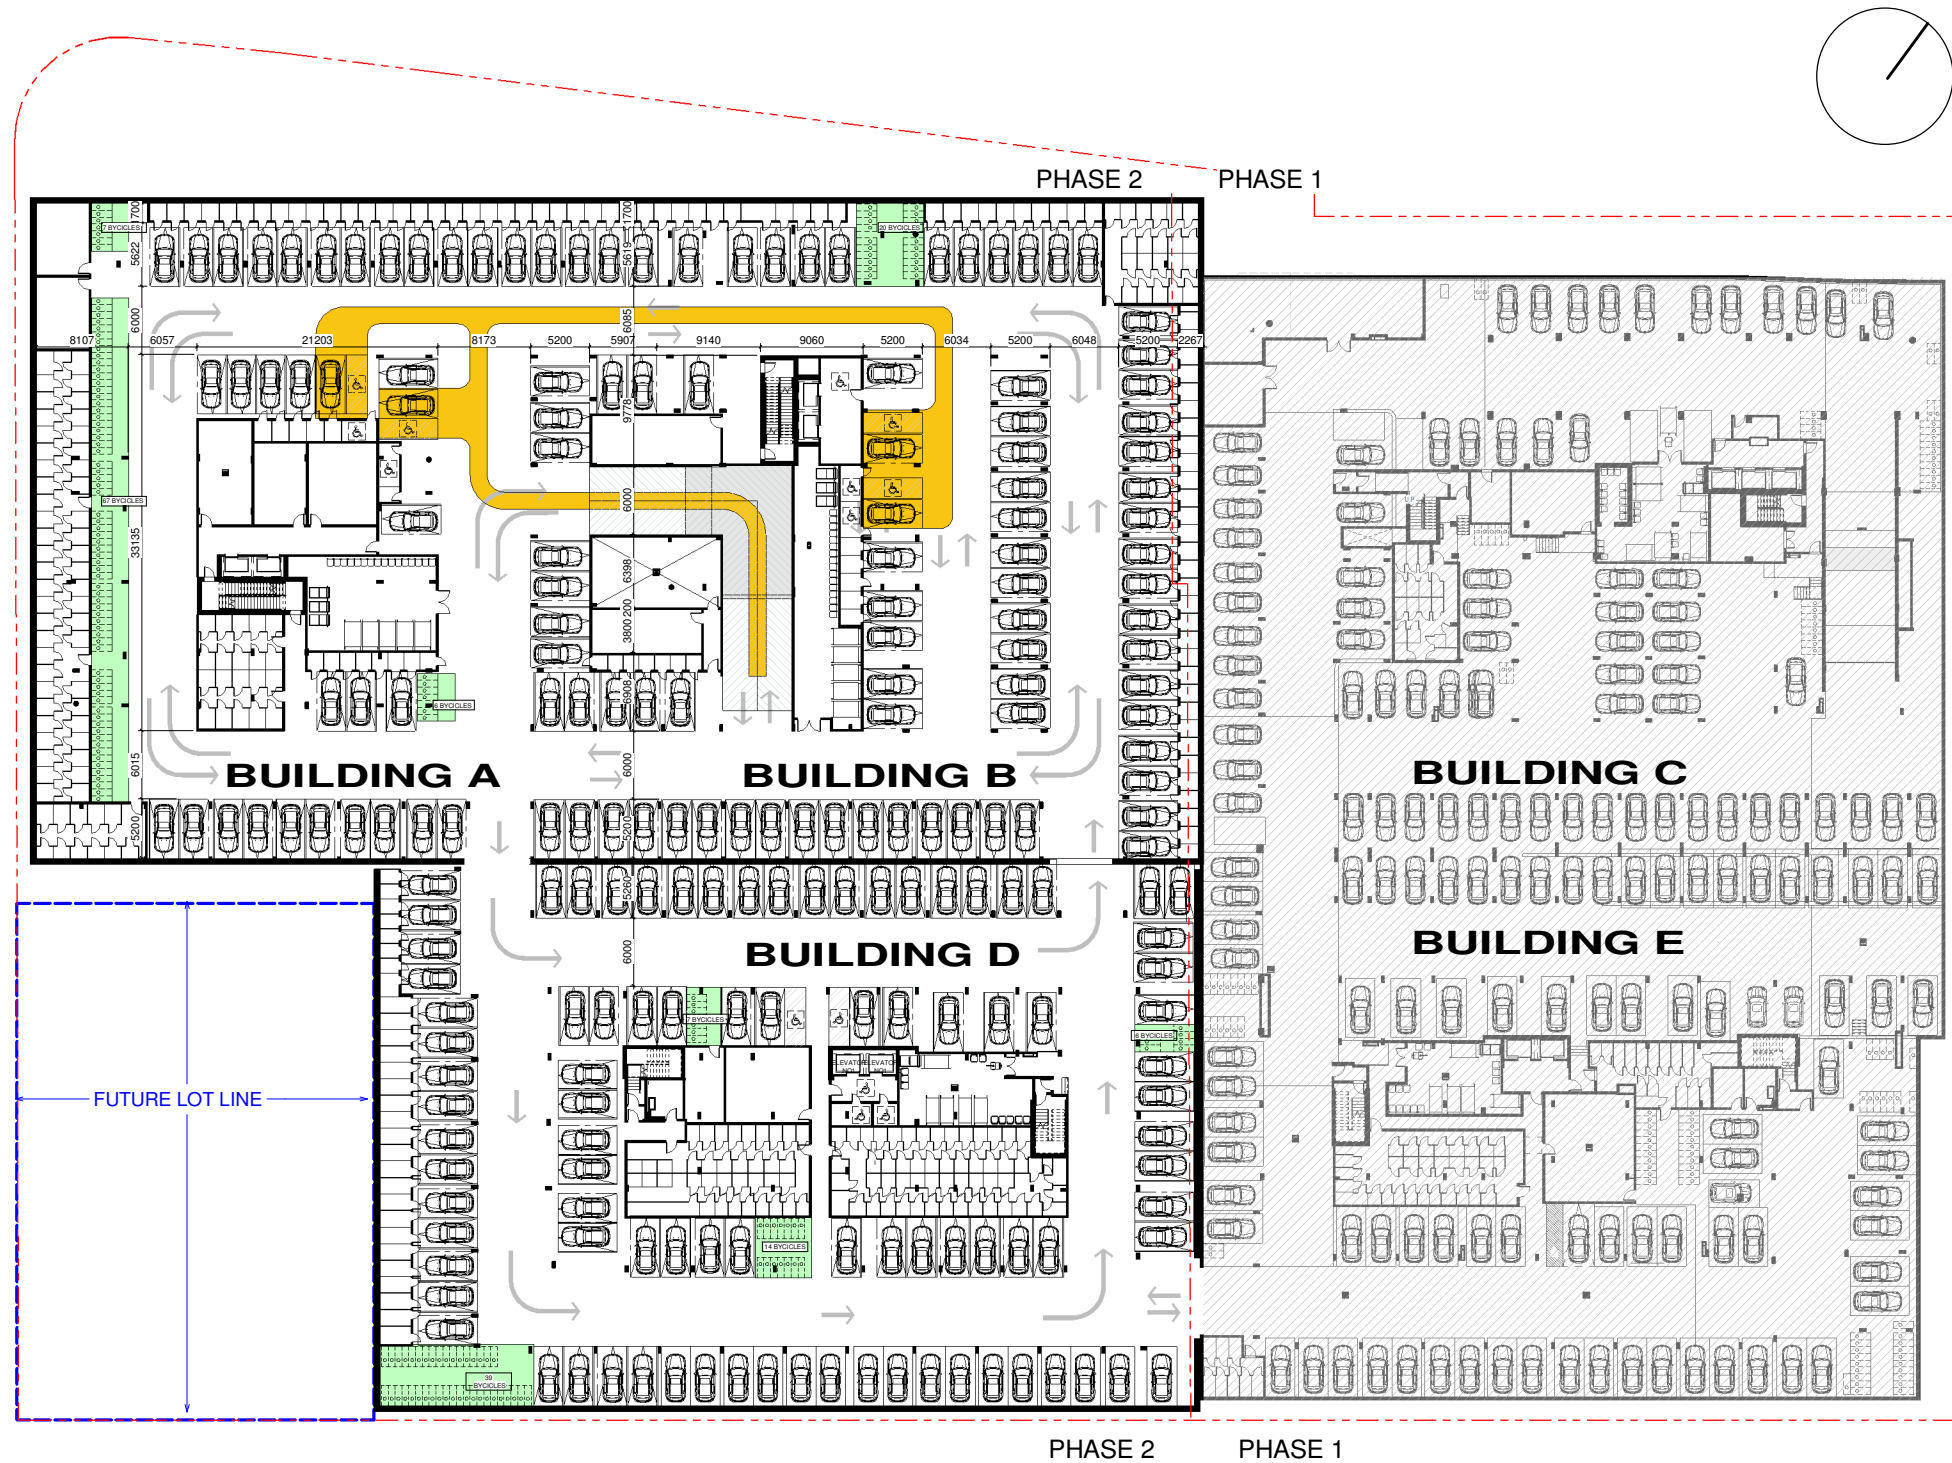 PHASE 2 PHASE 1
7 BYCICLES
20 BYCICLES
1700
1700
5622
5619
6000
6085
8107 6057 21203 8173 5200 5907 9140 9060 5200 6034 5200 6048 5200 2267
9778
67 BYCICLES
6000
33135
6398
200
3800
6908
6 BYCICLES
6015
6000
BUILDING A
BUILDING B
BUILDING C
5200
5200
5260
BUILDING D
BUILDING E
6000
7 BYCICLES
6 BYCICLES
ELEVATOR
NO1
ELEVATOR
FUTURE LOT LINE
14 BYCICLES
39
BYCICLES
PHASE 2 PHASE 1